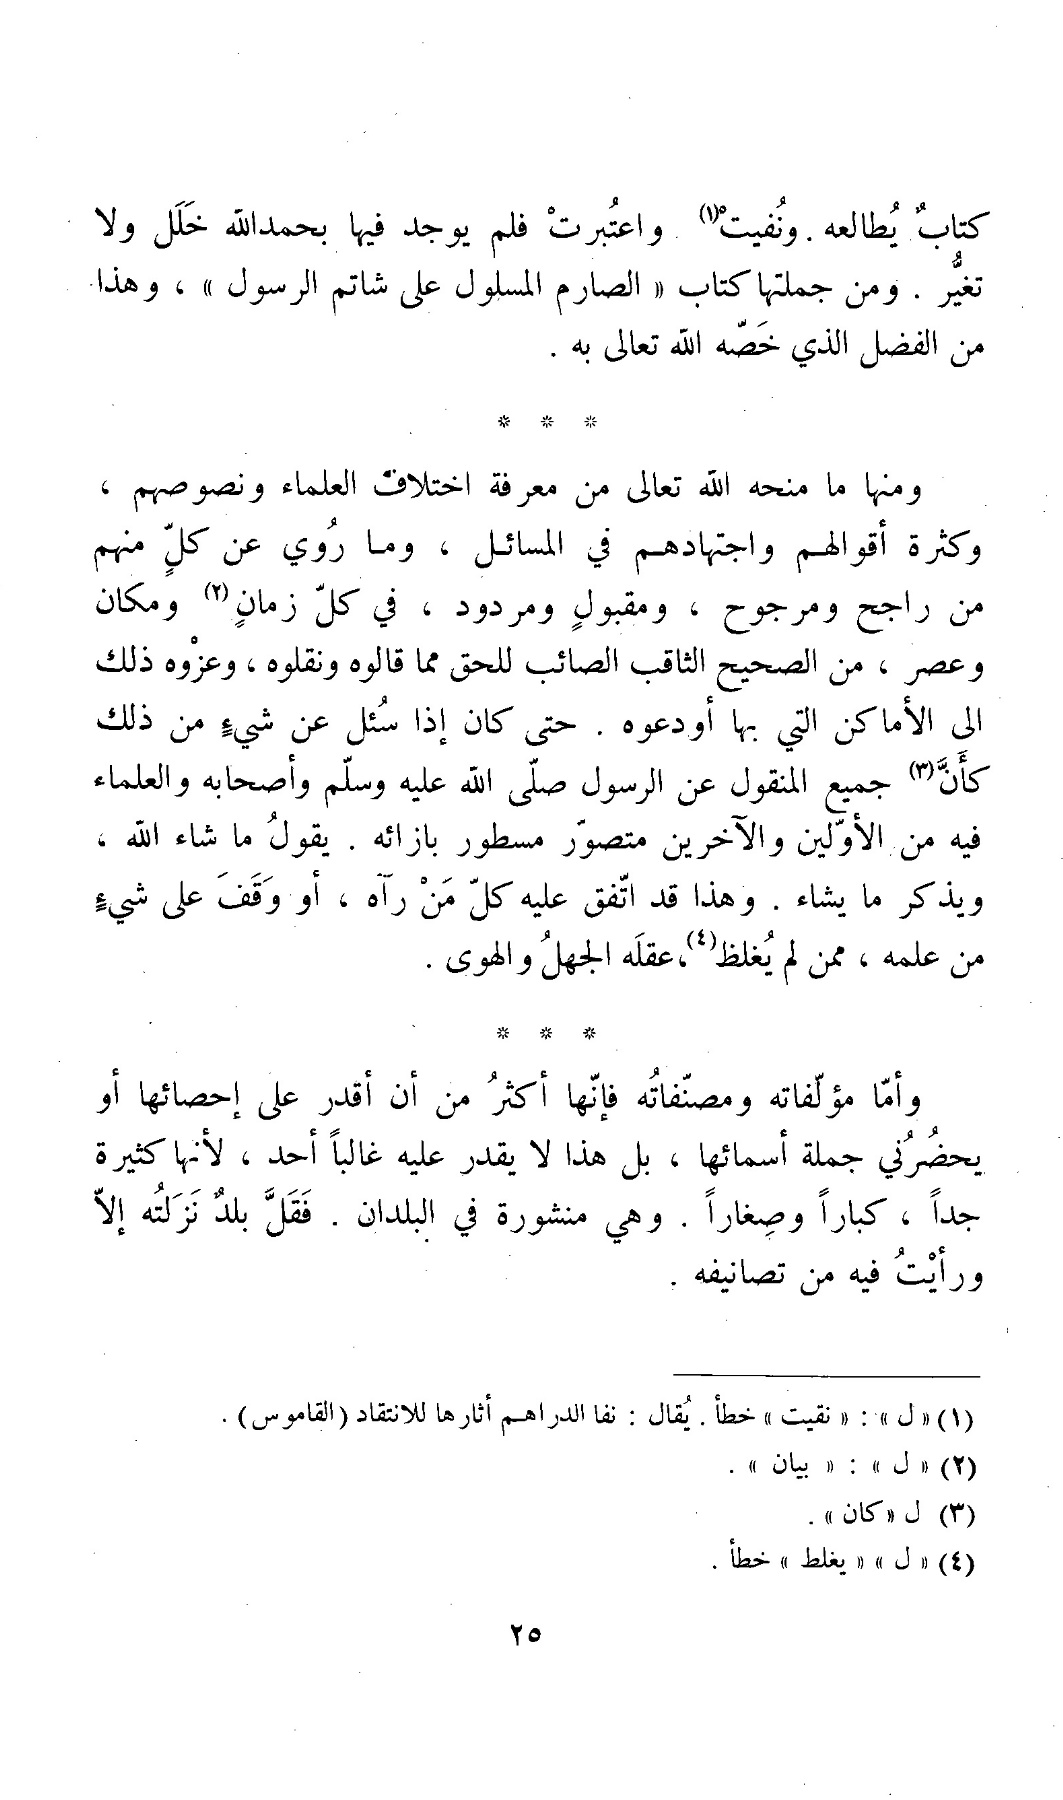 كتابٌ يُطالعه . ونُفيتْ(١) واعتُبرتْ فلم يوجد فيها بحمدالله خَلَل ولا
تغيُّر . ومن جملتها كتاب « الصارم المسلول على شاتم الرسول » ، وهذا
من الفضل الذي خَصّه الله تعالى به .
* * *
ومنها ما منحه الله تعالى من معرفة اختلاف العلماء ونصوصهم ،
وكثرة أقوالهم واجتهادهم في المسائل ، وما رُوي عن كلٍّ منهم
من راجح ومرجوح ، ومقبولٍ ومردود ، في كلّ زمانٍ(٢) ومكان
وعصر ، من الصحيح الثاقب الصائب للحق مما قالوه ونقلوه ، وعزْوه ذلك
الى الأماكن التي بها أودعوه . حتى كان إذا سُئل عن شيءٍ من ذلك
كأَنَّ(٣) جميع المنقول عن الرسول صلّى الله عليه وسلّم وأصحابه والعلماء
فيه من الأوّلين والآخرين متصوّر مسطور بازائه . يقولُ ما شاء الله ،
ويذكر ما يشاء . وهذا قد اتّفق عليه كلّ مَنْ رآه ، أو وَقَفَ على شيءٍ
من علمه ، ممن لم يُغلظ(٤)، عقلَه الجهلُ والهوى .
* * *
وأمّا مؤلّفاته ومصنّفاتُه فإنّها أكثرُ من أن أقدر على إحصائها أو
يحضُرُني جملة أسمائها ، بل هذا لا يقدر عليه غالباً أحد ، لأنها كثيرة
جداً ، كباراً وصِغاراً . وهي منشورة في البلدان . فَقَلَّ بلدٌ نَزَلتُه إلاّ
ورأيْتُ فيه من تصانيفه .
(١) « ل » : « نقيت » خطأ . يُقال : نفا الدراهم أثارها للانتقاد (القاموس) .
(٢) « ل » : « بيان » .
(٣) ل « كان » .
(٤) « ل » « يغلط » خطأ .
٢٥